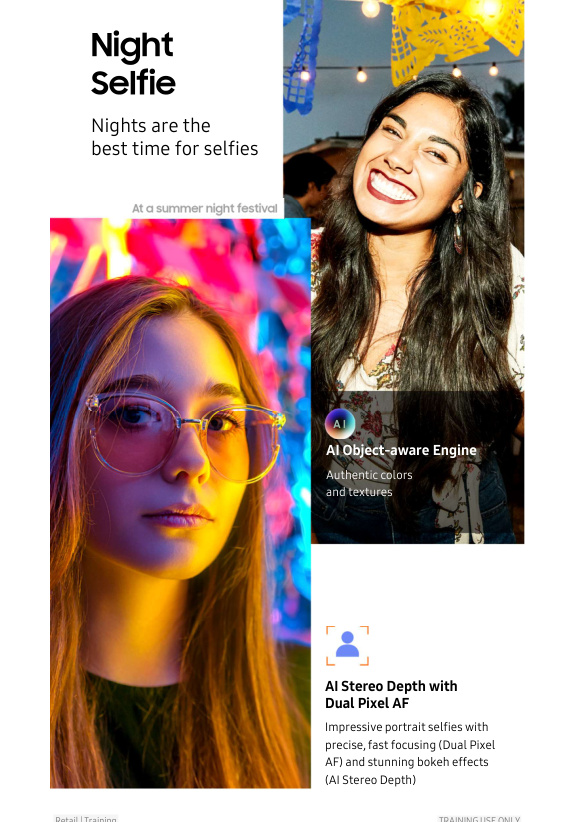 Night
Selfie
Nights are the
best time for selfies
At a summer night festival
AI
AI Object-aware Engine
Authentic colors
and textures
AI Stereo Depth with
Dual Pixel AF
Impressive portrait selfies with
precise, fast focusing (Dual Pixel
AF) and stunning bokeh effects
(AI Stereo Depth)
Retail | Training
TRAINING USE ONLY